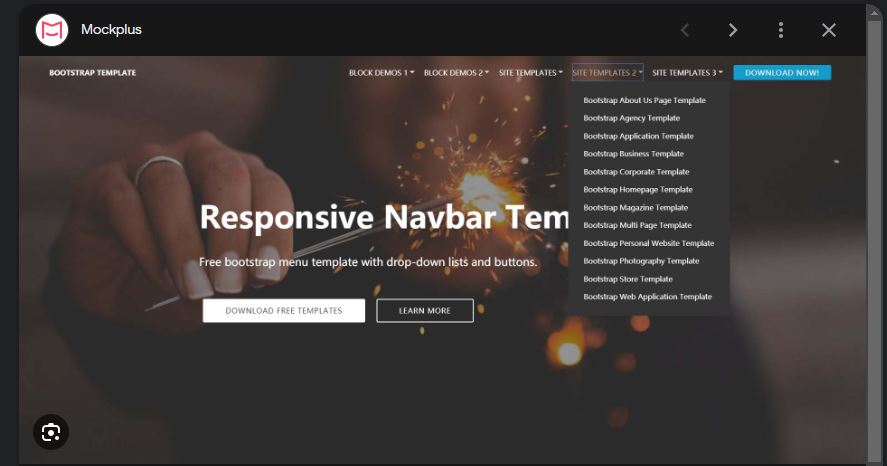 Mockplus
BOOTSTRAP TEMPLATE
BLOCK DEMOS 1 BLOCK DEMOS 2 SITE TEMPLATES SITE TEMPLATES 2 SITE TEMPLATES 3 DOWNLOAD NOW!
Bootstrap About Us Page Template
Bootstrap Agency Template
Bootstrap Application Template
Bootstrap Business Template
Bootstrap Corporate Template
Bootstrap Homepage Template
Bootstrap Magazine Template
Bootstrap Multi Page Template
Bootstrap Personal Website Template
Bootstrap Photography Template
Bootstrap Store Template
Bootstrap Web Application Template
Responsive Navbar Tem
Free bootstrap menu template with drop-down lists and buttons.
DOWNLOAD FREE TEMPLATES LEARN MORE